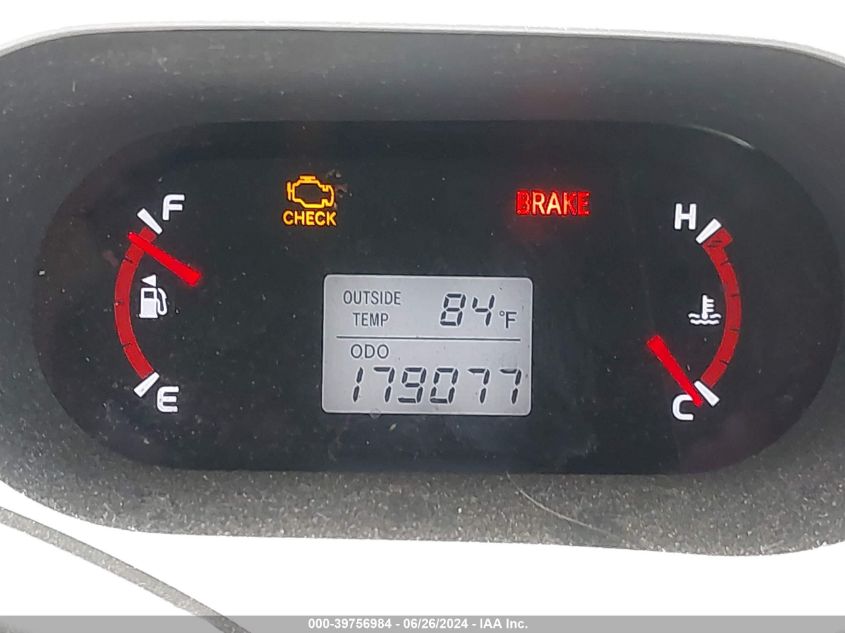 F
CHECK
BRAKE
H
OUTSIDE TEMP 84°F
ODO
179077
E
C
000-39756984 - 06/26/2024 - IAA Inc.